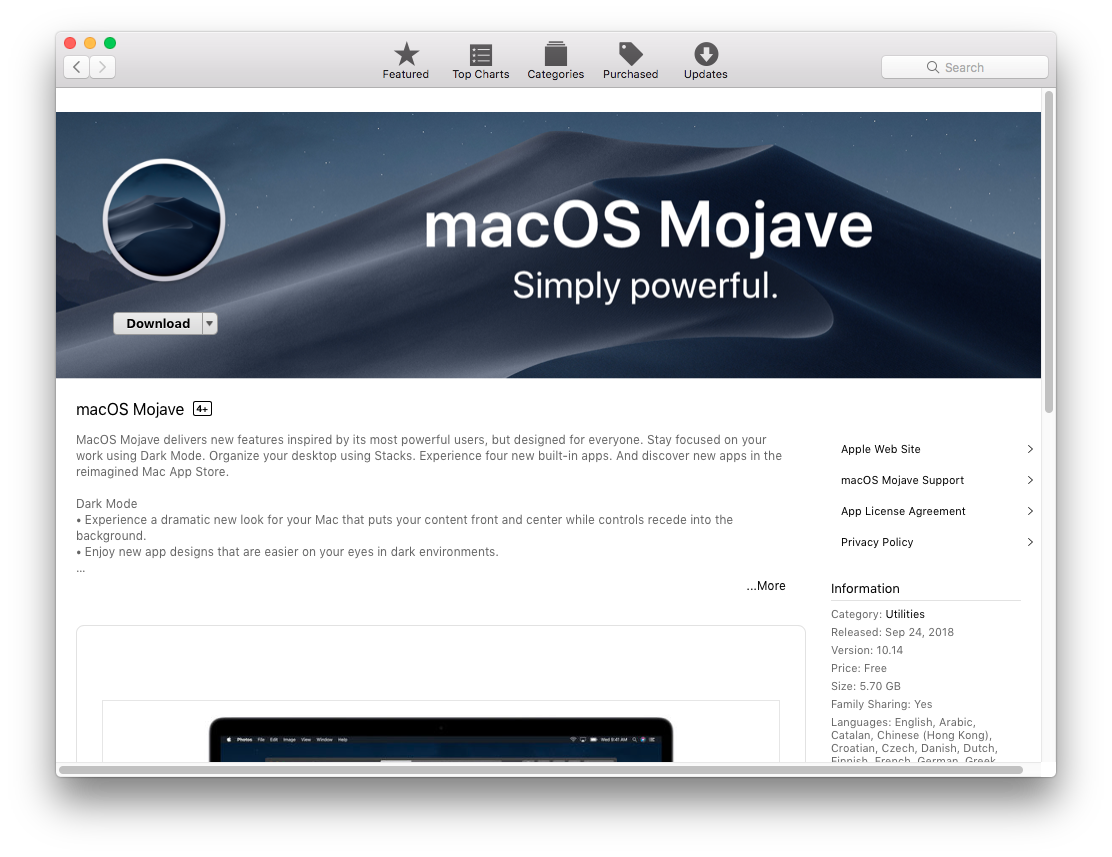 Featured
Top Charts
Categories
Purchased
Updates
Search
macOS Mojave
Simply powerful.
Download
macOS Mojave 4+
MacOS Mojave delivers new features inspired by its most powerful users, but designed for everyone. Stay focused on your
work using Dark Mode. Organize your desktop using Stacks. Experience four new built-in apps. And discover new apps in the
reimagined Mac App Store.
Dark Mode
• Experience a dramatic new look for your Mac that puts your content front and center while controls recede into the
background.
• Enjoy new app designs that are easier on your eyes in dark environments.
...
...More
Apple Web Site
macOS Mojave Support
App License Agreement
Privacy Policy
Information
Category: Utilities
Released: Sep 24, 2018
Version: 10.14
Price: Free
Size: 5.70 GB
Family Sharing: Yes
Languages: English, Arabic,
Catalan, Chinese (Hong Kong),
Croatian, Czech, Danish, Dutch,
Finnish, French, German, Greek,
Photos File Edit Image View Window Help
Wed 9:41 AM